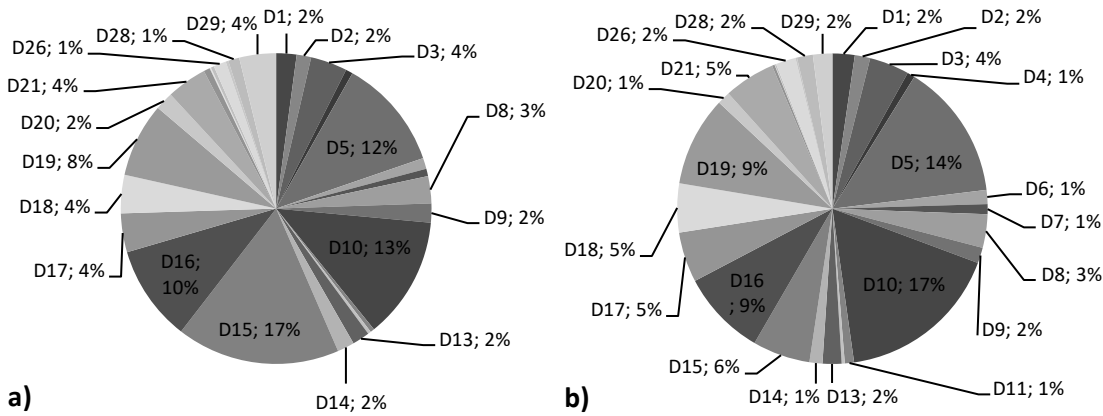 D1; 2%
D2; 2%
D3; 4%
D5; 12%
D8; 3%
D9; 2%
D10; 13%
D13; 2%
D14; 2%
D15; 17%
D16;
10%
D17; 4%
D18; 4%
D19; 8%
D20; 2%
D21; 4%
D26; 1%
D28; 1%
D29; 4%
a)
D1; 2%
D2; 2%
D3; 4%
D4; 1%
D5; 14%
D6; 1%
D7; 1%
D8; 3%
D9; 2%
D10; 17%
D11; 1%
D13; 2%
D14; 1%
D15; 6%
D16
; 9%
D17; 5%
D18; 5%
D19; 9%
D20; 1%
D21; 5%
D26; 2%
D28; 2%
D29; 2%
b)